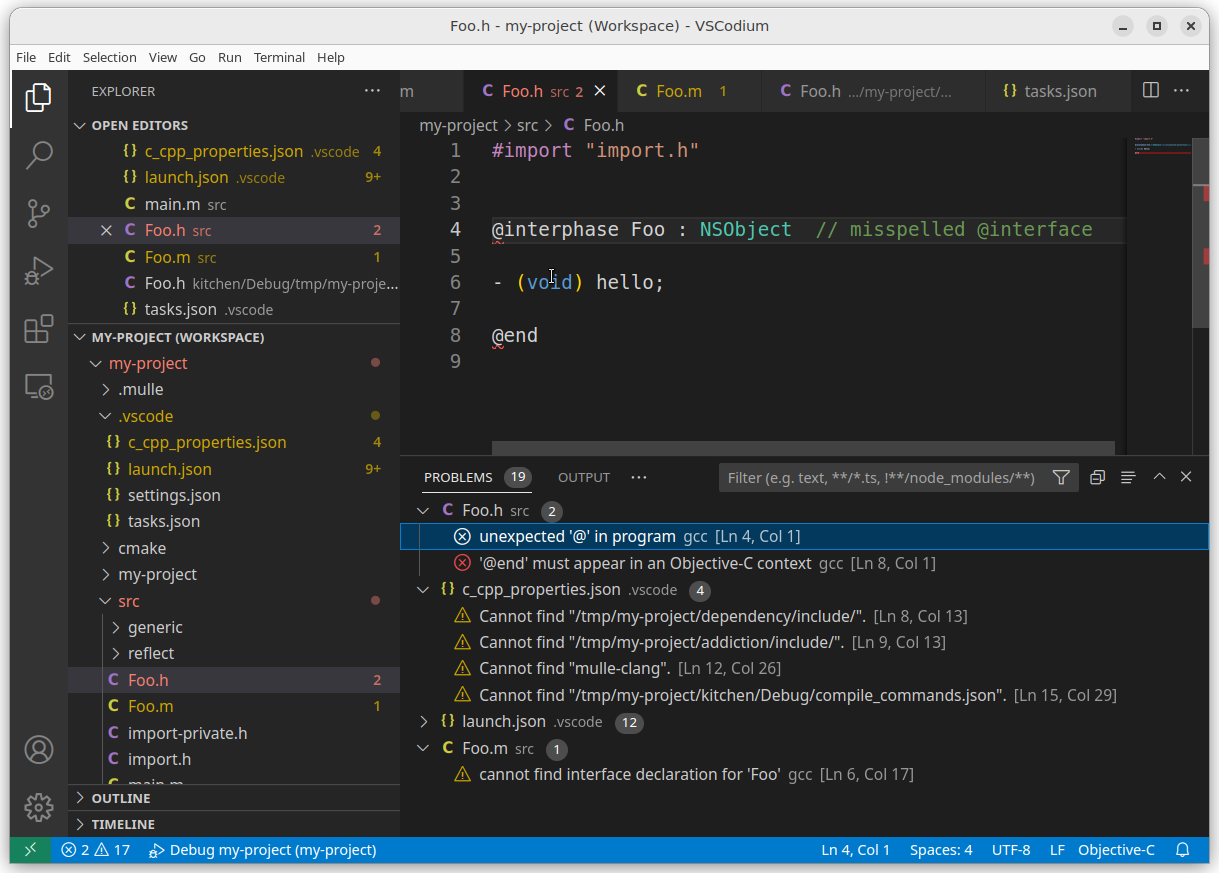 Foo.h - my-project (Workspace) - VSCodium
File Edit Selection View Go Run Terminal Help
EXPLORER
OPEN EDITORS
c_cpp_properties.json .vscode 4
launch.json .vscode 9+
main.m src
Foo.h src 2
Foo.m src 1
Foo.h kitchen/Debug/tmp/my-proje...
tasks.json .vscode
MY-PROJECT (WORKSPACE)
my-project
.mulle
.vscode
c_cpp_properties.json 4
launch.json 9+
settings.json
tasks.json
cmake
my-project
src
generic
reflect
Foo.h 2
Foo.m 1
import-private.h
import.h
main.m
OUTLINE
TIMELINE
m Foo.h src 2 Foo.m 1 Foo.h .../my-project/... tasks.json
my-project > src > C Foo.h
1 #import "import.h"
2
3
4 @interphase Foo : NSObject // misspelled @interface
5
6 - (void) hello;
7
8 @end
9
PROBLEMS 19 OUTPUT ··· Filter (e.g. text, **/*.ts, !**/node_modules/**)
Foo.h src 2
unexpected '@' in program gcc [Ln 4, Col 1]
'@end' must appear in an Objective-C context gcc [Ln 8, Col 1]
c_cpp_properties.json .vscode 4
Cannot find "/tmp/my-project/dependency/include/". [Ln 8, Col 13]
Cannot find "/tmp/my-project/addiction/include/". [Ln 9, Col 13]
Cannot find "mulle-clang". [Ln 12, Col 26]
Cannot find "/tmp/my-project/kitchen/Debug/compile_commands.json". [Ln 15, Col 29]
launch.json .vscode 12
Foo.m src 1
cannot find interface declaration for 'Foo' gcc [Ln 6, Col 17]
2 17 Debug my-project (my-project) Ln 4, Col 1 Spaces: 4 UTF-8 LF Objective-C